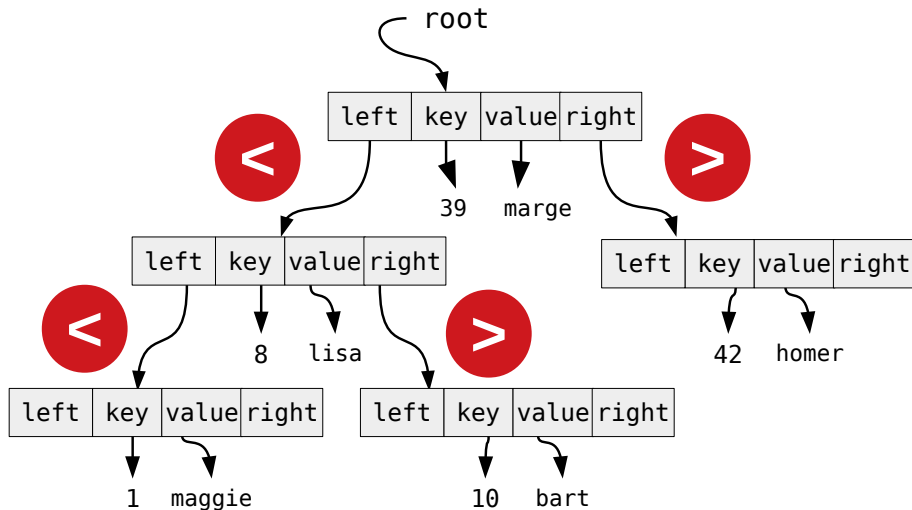 root
left key value right
< >
39 marge
left key value right
left key value right
< >
8 lisa
42 homer
left key value right
left key value right
1 maggie
10 bart